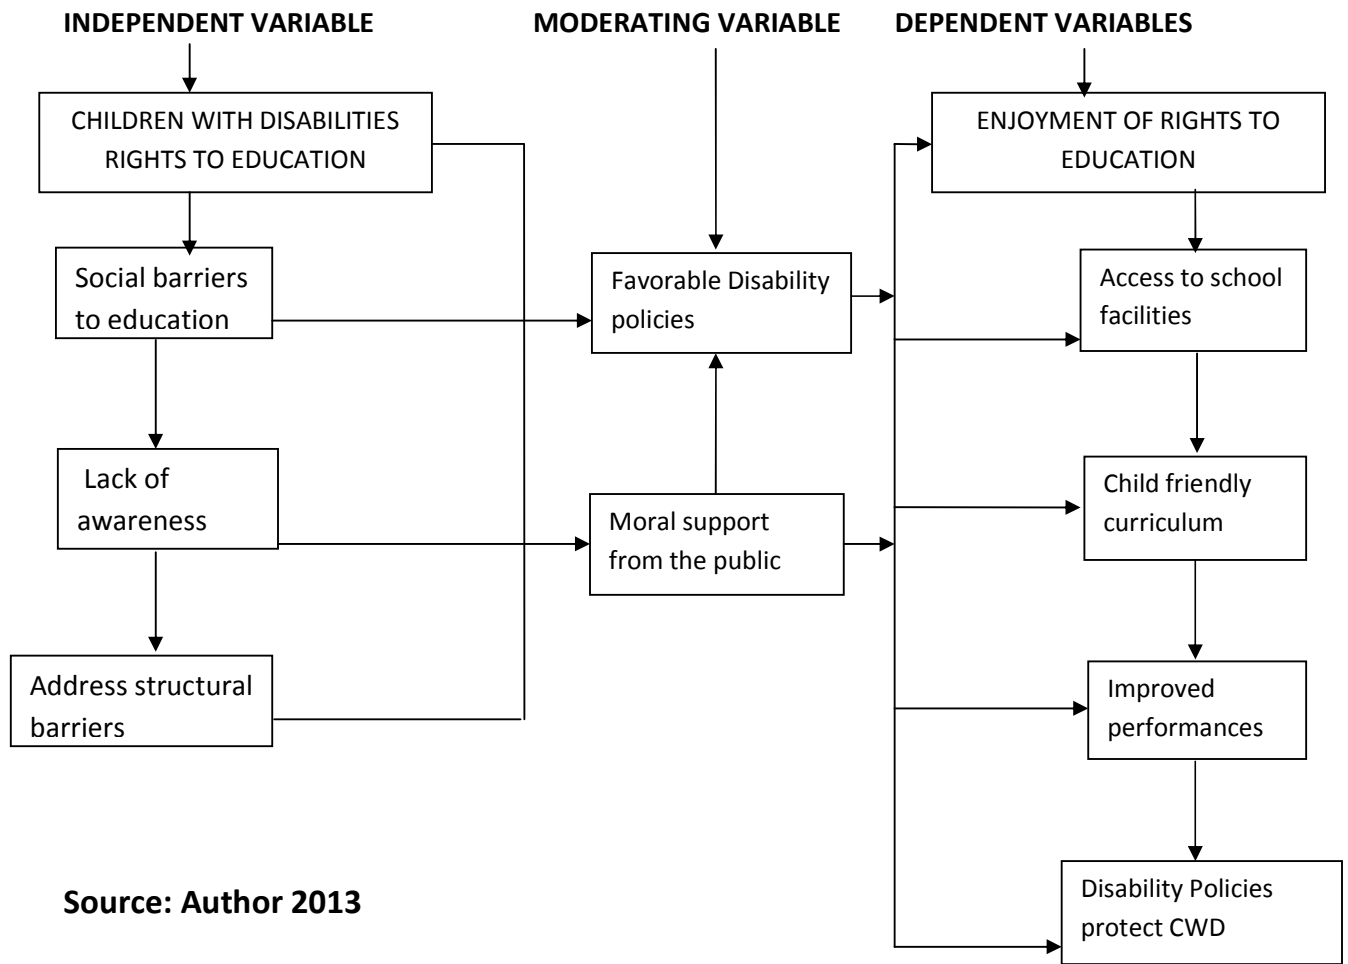 INDEPENDENT VARIABLE
CHILDREN WITH DISABILITIES
RIGHTS TO EDUCATION
Social barriers
to education
Lack of
awareness
Address structural
barriers
MODERATING VARIABLE
Favorable Disability
policies
Moral support
from the public
DEPENDENT VARIABLES
ENJOYMENT OF RIGHTS TO
EDUCATION
Access to school
facilities
Child friendly
curriculum
Improved
performances
Disability Policies
protect CWD
Source: Author 2013